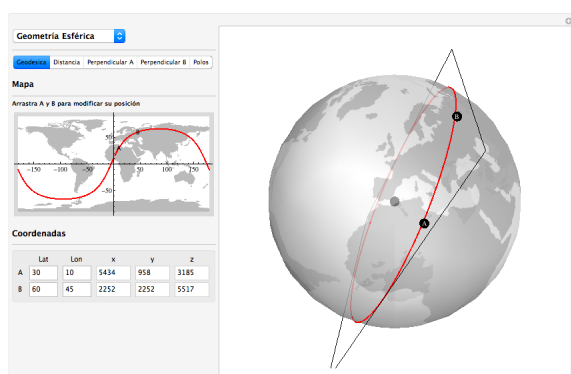 Geometría Esférica
Geodesica Distancia Perpendicular A Perpendicular B Polos
Mapa
Arrastra A y B para modificar su posición
50
-150 -100 -50 50 100 150
-50
A
B
Coordenadas
Lat Lon x y z
A 30 10 5434 958 3185
B 60 45 2252 2252 5517
B
A